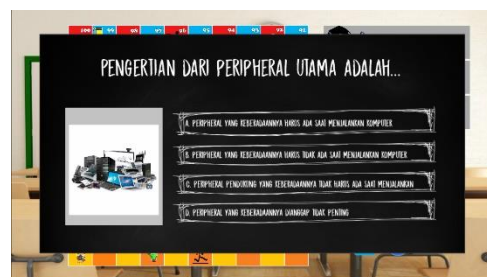 PENGERTIAN DARI PERIPHERAL UTAMA ADALAH...
A. PERIPHERAL YANG KEBERADAANNYA HARUS ADA SAAT MENJALANKAN KOMPUTER
B. PERIPHERAL YANG KEBERADAANNYA HARUS TIDAK ADA SAAT MENJALANKAN KOMPUTER
C. PERIPHERAL PENDUKUNG YANG KEBERADAANNYA TIDAK HARUS ADA SAAT MENJALANKAN
D. PERIPHERAL YANG KEBERADAANNYA DIANGGAP TIDAK PENTING